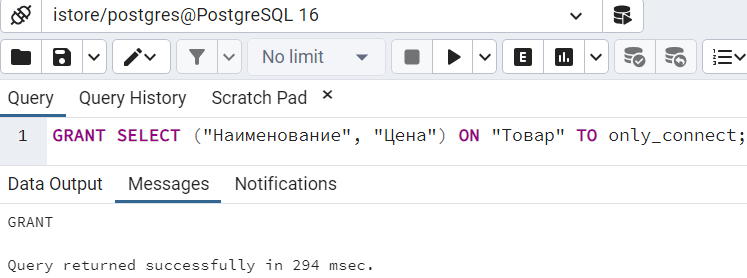 istore/postgres@PostgreSQL 16
No limit
E
Query Query History Scratch Pad ×
1 GRANT SELECT ("Наименование", "Цена") ON "Товар" TO only_connect;
Data Output Messages Notifications
GRANT
Query returned successfully in 294 msec.